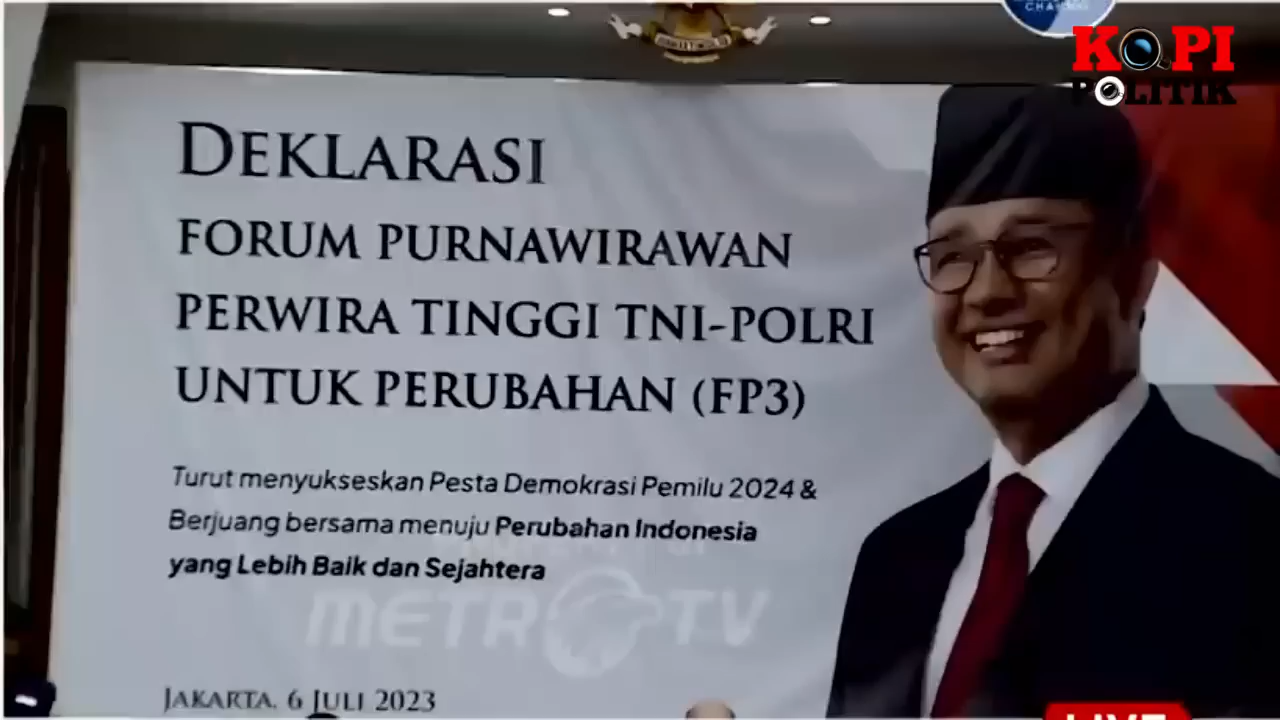 KOPI
POLITIK
DEKLARASI
FORUM PURNAWIRAWAN
PERWIRA TINGGI TNI-POLRI
UNTUK PERUBAHAN (FP3)
Turut menyukseskan Pesta Demokrasi Pemilu 2024 &
Berjuang bersama menuju Perubahan Indonesia
yang Lebih Baik dan Sejahtera
METRO TV
JAKARTA, 6 JULI 2023
LIVE